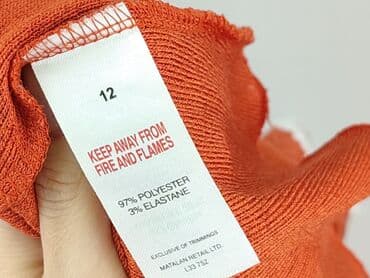 12
KEEP AWAY FROM
FIRE AND FLAMES
97% POLYESTER
3% ELASTANE
EXCLUSIVE OF TRIMMINGS
MATALAN RETAIL LTD.
L33 7SZ